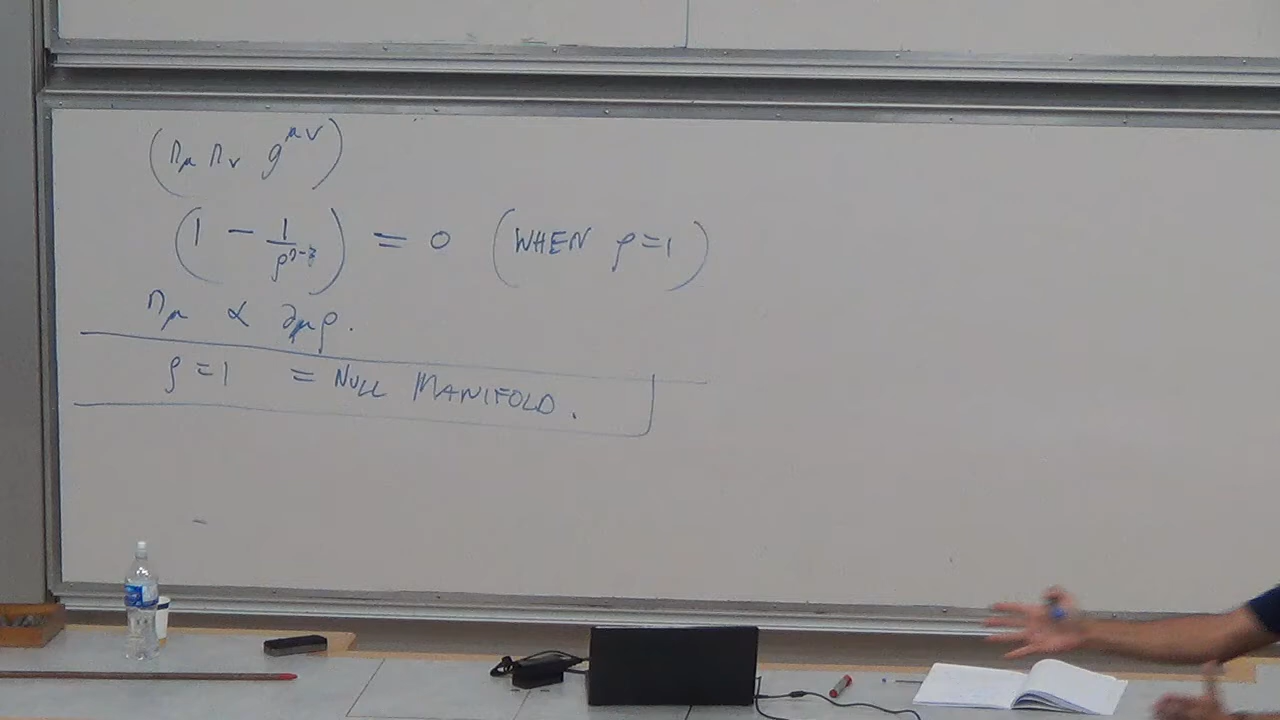 (n_μ n_ν g^{μν})
(1 − 1/ρ^{n-3}) = 0 (WHEN ρ=1)
n_μ ∝ ∂_μ ρ.
ρ=1 = NULL MANIFOLD.